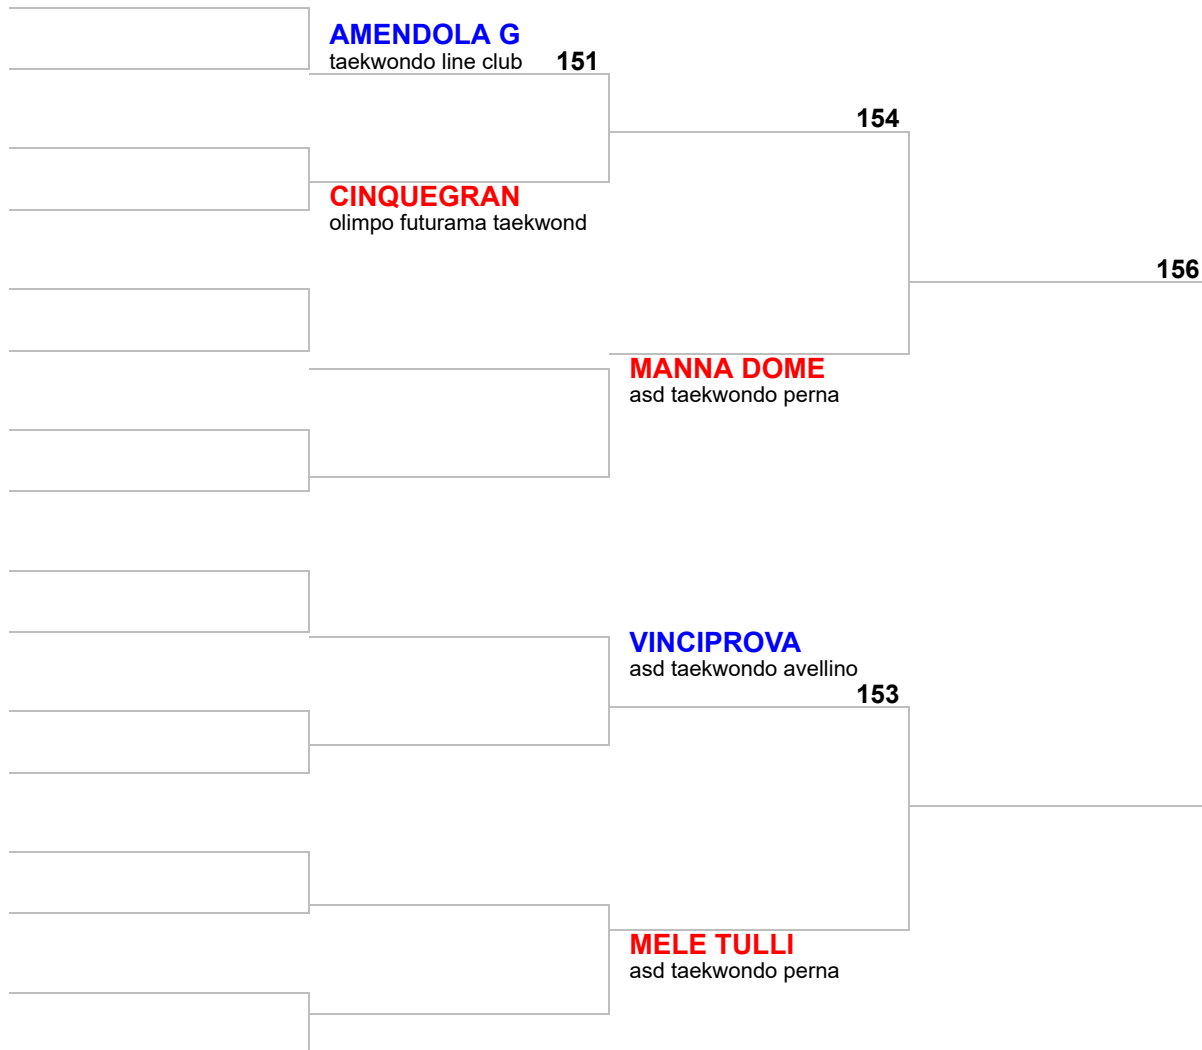 AMENDOLA G
taekwondo line club 151
154
CINQUEGRAN
olimpo futurama taekwond
156
MANNA DOME
asd taekwondo perna
VINCIPROVA
asd taekwondo avellino
153
MELE TULLI
asd taekwondo perna